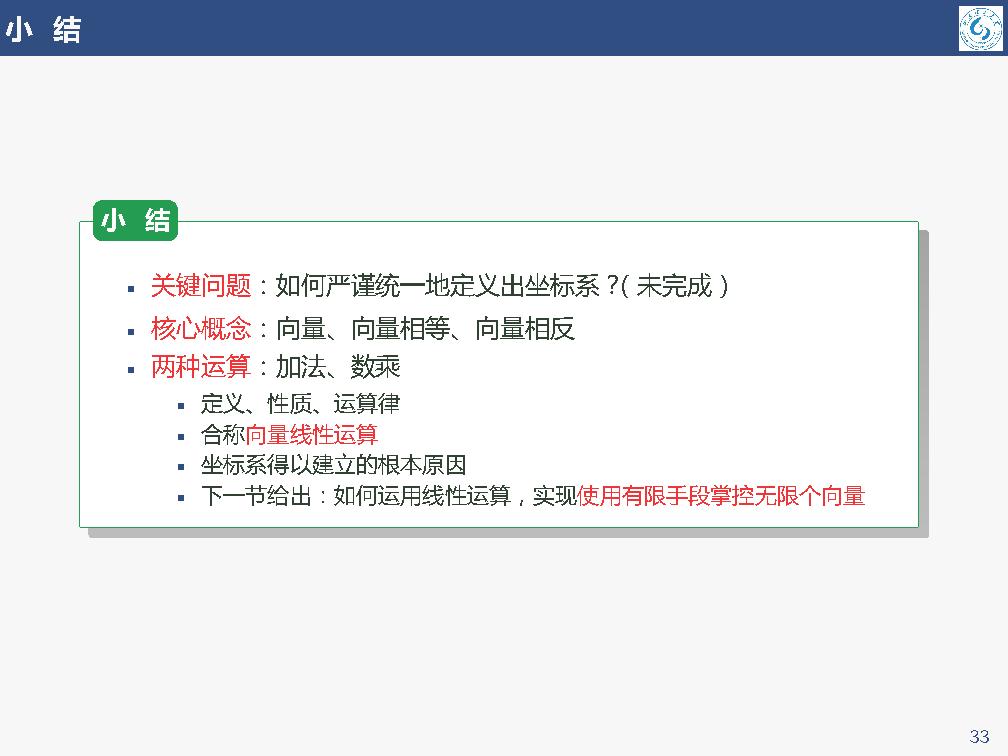 小 结
小 结
关键问题：如何严谨统一地定义出坐标系？（未完成）
核心概念：向量、向量相等、向量相反
两种运算：加法、数乘
定义、性质、运算律
合称向量线性运算
坐标系得以建立的根本原因
下一节给出：如何运用线性运算，实现使用有限手段掌控无限个向量
33